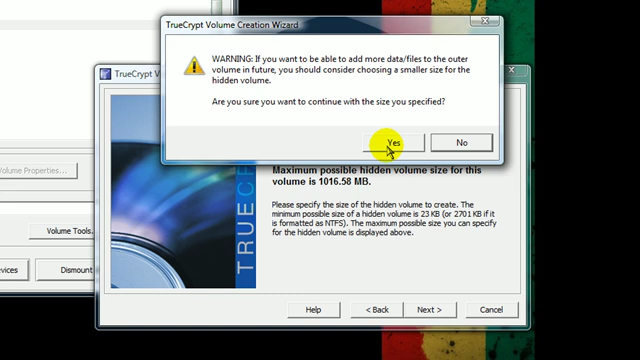 TrueCrypt Volume Creation Wizard
WARNING: If you want to be able to add more data/files to the outer
volume in future, you should consider choosing a smaller size for the
hidden volume.
Are you sure you want to continue with the size you specified?
Yes
No
TrueCrypt V
Maximum possible hidden volume size for this
volume is 1016.58 MB.
Please specify the size of the hidden volume to create. The
minimum possible size of a hidden volume is 23 KB (or 2701 KB if it
is formatted as NTFS). The maximum possible size you can specify
for the hidden volume is displayed above.
TRUEC
Volume Properties...
Volume Tools.
evices
Dismount
Help
< Back
Next >
Cancel